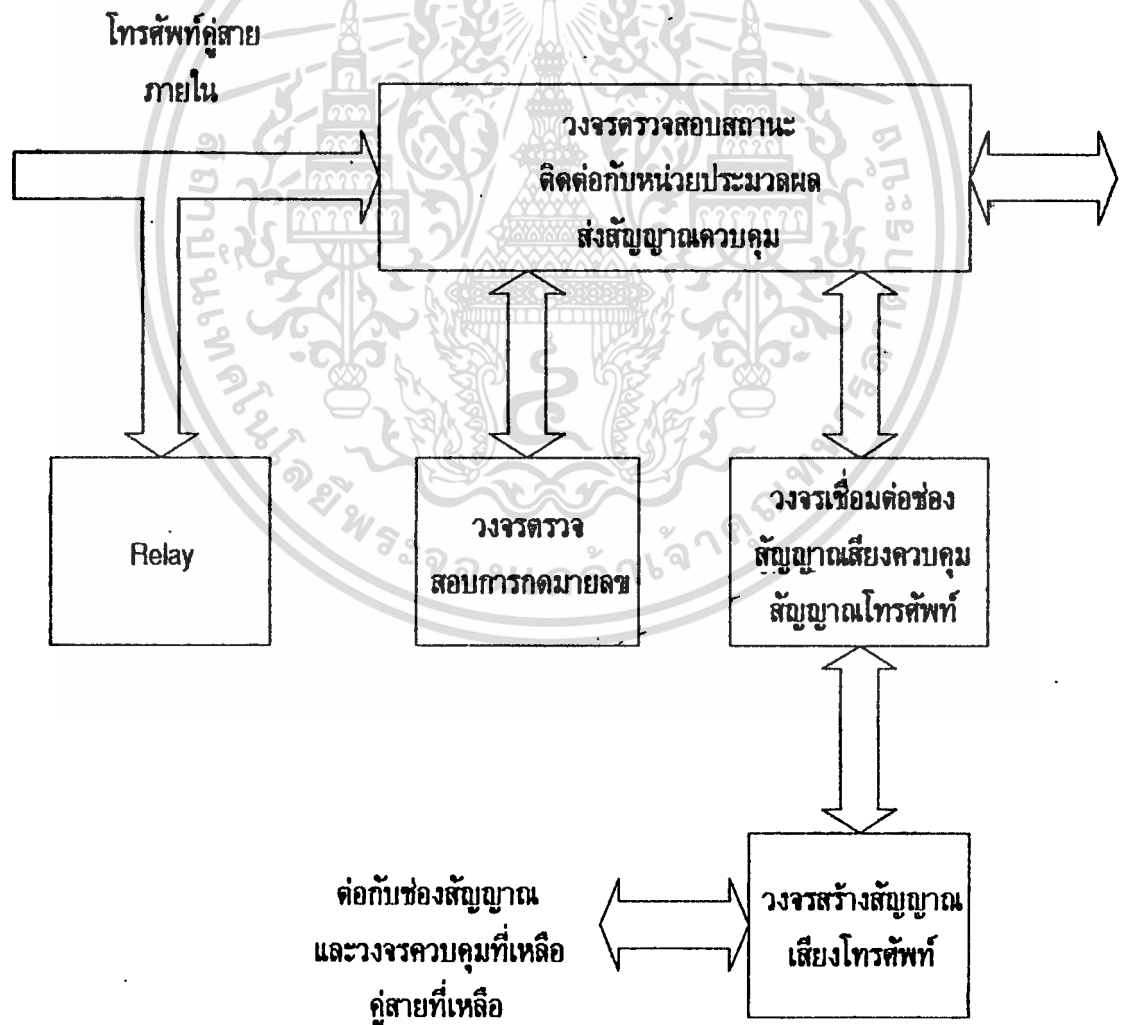 โทรศัพท์คู่สาย
ภายใน
วงจรตรวจสอบสถานะ
ติดต่อกับหน่วยประมวลผล
ส่งสัญญาณควบคุม
Relay
วงจรตรวจ
สอบการกดมายลข
วงจรเชื่อมต่อช่อง
สัญญาณเสียงควบคุม
สัญญาณโทรศัพท์
ต่อกับช่องสัญญาณ
และวงจรควบคุมที่เหลือ
คู่สายที่เหลือ
วงจรสร้างสัญญาณ
เสียงโทรศัพท์